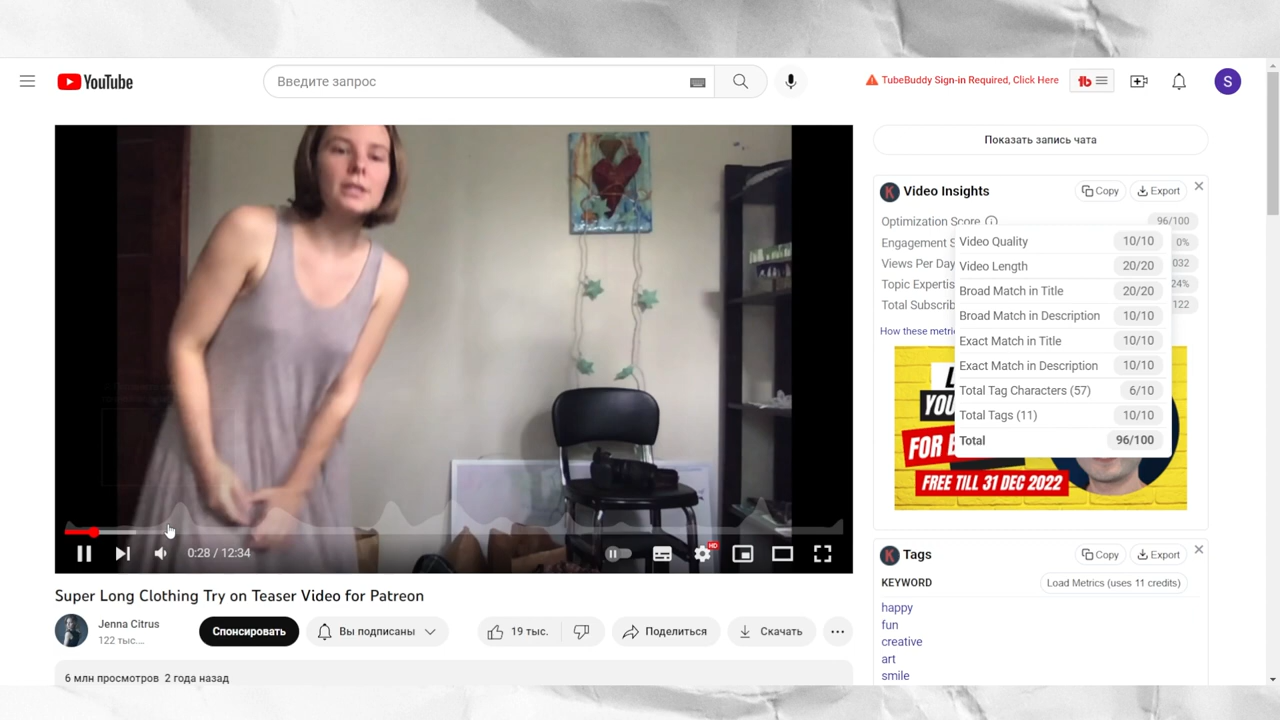 YouTube
Введите запрос
TubeBuddy Sign-in Required, Click Here
tb
S
Показать запись чата
K
Video Insights
Copy
Export
Optimization Score
96/100
Engagement S
0%
Views Per Day
032
Topic Expertis
24%
Total Subscrib
122
How these metri
Video Quality 10/10
Video Length 20/20
Broad Match in Title 20/20
Broad Match in Description 10/10
Exact Match in Title 10/10
Exact Match in Description 10/10
Total Tag Characters (57) 6/10
Total Tags (11) 10/10
Total 96/100
YOU
FREE TILL 31 DEC 2022
0:28 / 12:34
HD
Super Long Clothing Try on Teaser Video for Patreon
Jenna Citrus
122 тыс....
Спонсировать
Вы подписаны
19 тыс.
Поделиться
Скачать
6 млн просмотров 2 года назад
K
Tags
Copy
Export
KEYWORD
Load Metrics (uses 11 credits)
happy
fun
creative
art
smile